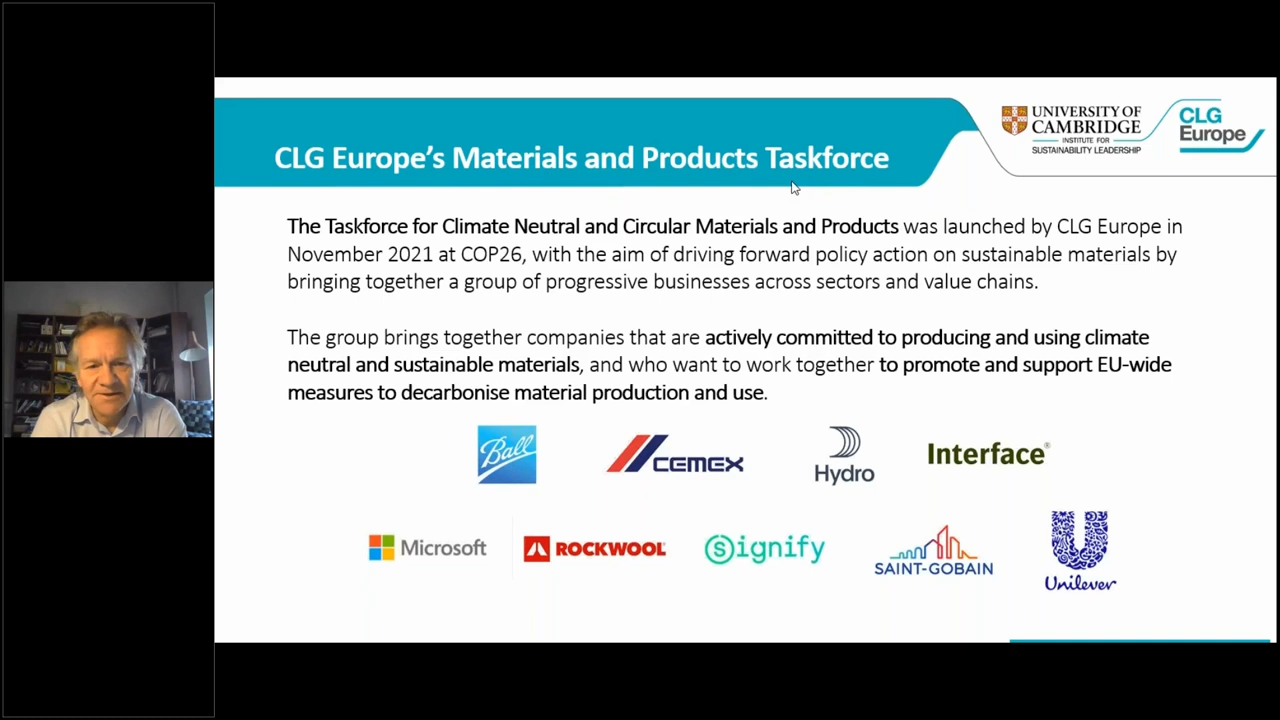 UNIVERSITY OF
CAMBRIDGE
INSTITUTE FOR
SUSTAINABILITY LEADERSHIP
CLG
Europe
CLG Europe's Materials and Products Taskforce
The Taskforce for Climate Neutral and Circular Materials and Products was launched by CLG Europe in
November 2021 at COP26, with the aim of driving forward policy action on sustainable materials by
bringing together a group of progressive businesses across sectors and value chains.
The group brings together companies that are actively committed to producing and using climate
neutral and sustainable materials, and who want to work together to promote and support EU-wide
measures to decarbonise material production and use.
Ball
CEMEX
Hydro
Interface®
Microsoft
ROCKWOOL
Signify
SAINT-GOBAIN
Unilever